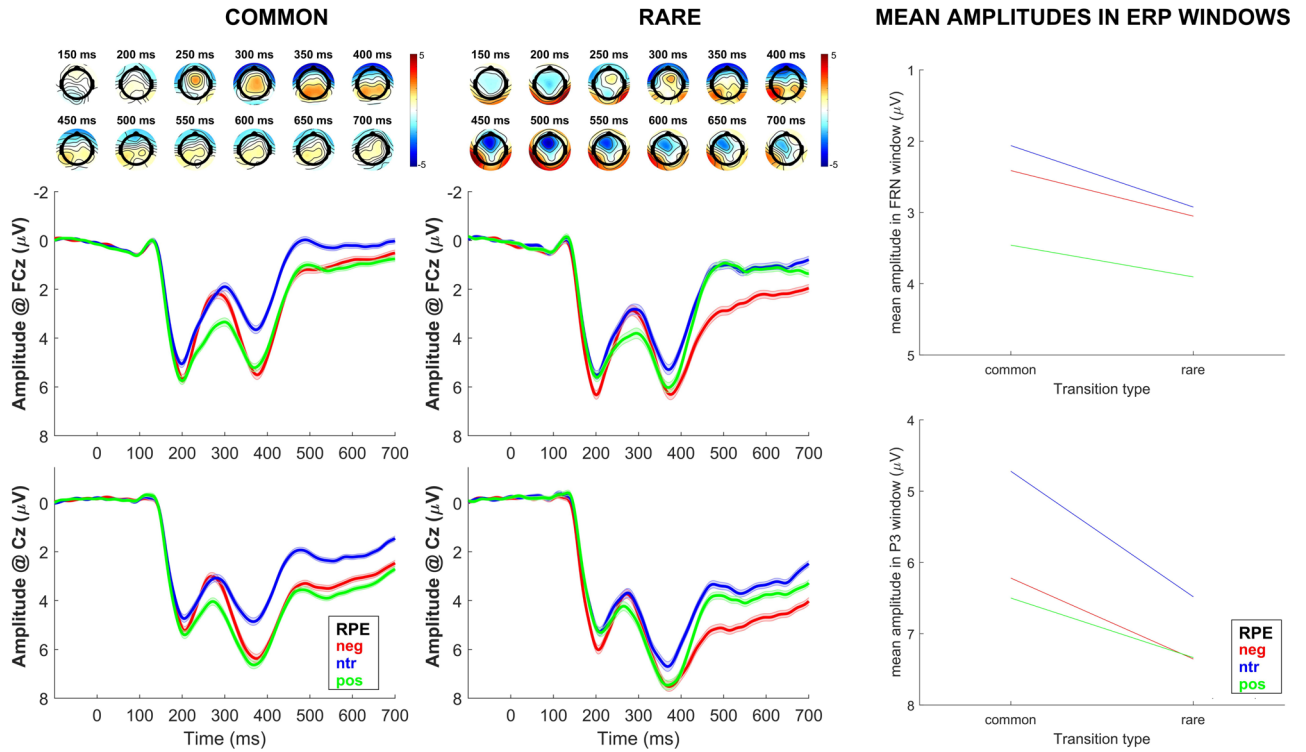 COMMON
RARE
MEAN AMPLITUDES IN ERP WINDOWS
150 ms 200 ms 250 ms 300 ms 350 ms 400 ms
5
450 ms 500 ms 550 ms 600 ms 650 ms 700 ms
-5
150 ms 200 ms 250 ms 300 ms 350 ms 400 ms
5
450 ms 500 ms 550 ms 600 ms 650 ms 700 ms
-5
Amplitude @ FCz (μV)
-2
0
2
4
6
8
0 100 200 300 400 500 600 700
Amplitude @ FCz (μV)
-2
0
2
4
6
8
0 100 200 300 400 500 600 700
mean amplitude in FRN window (μV)
1
2
3
4
5
common rare
Transition type
Amplitude @ Cz (μV)
0
2
4
6
8
0 100 200 300 400 500 600 700
Time (ms)
RPE
neg
ntr
pos
Amplitude @ Cz (μV)
0
2
4
6
8
0 100 200 300 400 500 600 700
Time (ms)
mean amplitude in P3 window (μV)
4
5
6
7
8
common rare
Transition type
RPE
neg
ntr
pos